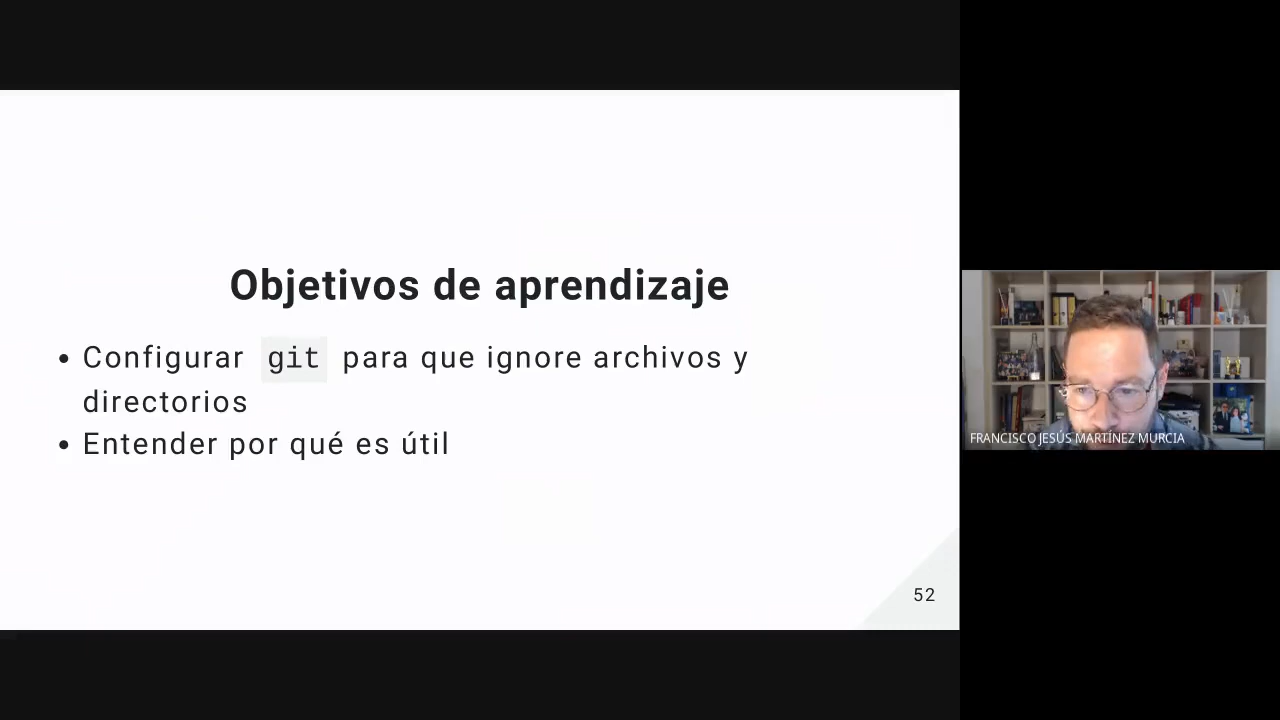 Objetivos de aprendizaje
• Configurar git para que ignore archivos y
directorios
• Entender por qué es útil
52
FRANCISCO JESÚS MARTÍNEZ MURCIA